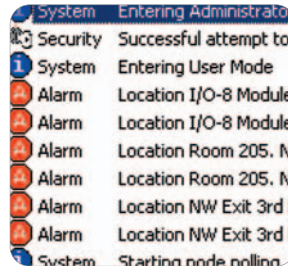 System Entering Administrato
Security Successful attempt to
System Entering User Mode
Alarm Location I/O-8 Module
Alarm Location I/O-8 Module
Alarm Location Room 205. N
Alarm Location Room 205. N
Alarm Location NW Exit 3rd
Alarm Location NW Exit 3rd
System Starting node polling